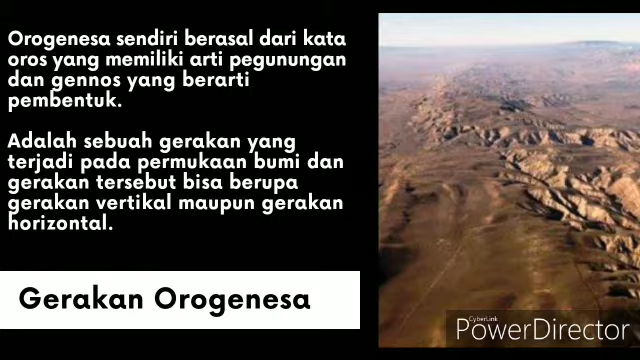 Orogenesa sendiri berasal dari kata
oros yang memiliki arti pegunungan
dan gennos yang berarti
pembentuk.
Adalah sebuah gerakan yang
terjadi pada permukaan bumi dan
gerakan tersebut bisa berupa
gerakan vertikal maupun gerakan
horizontal.
Gerakan Orogenesa
CyberLink
PowerDirector